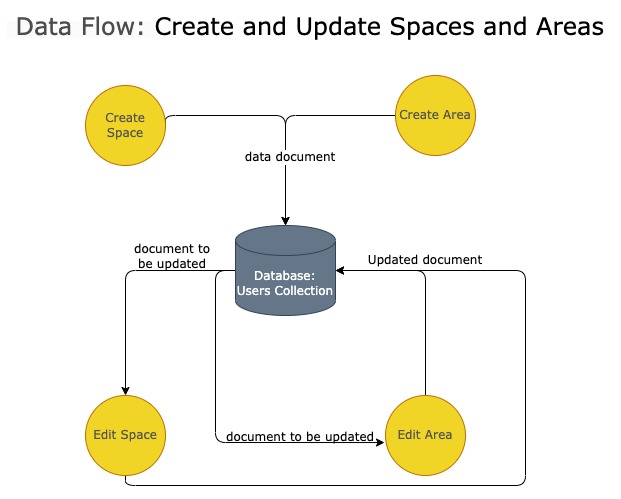 Data Flow: Create and Update Spaces and Areas
Create
Space
Create Area
data document
document to
be updated
Updated document
Database:
Users Collection
Edit Space
document to be updated
Edit Area